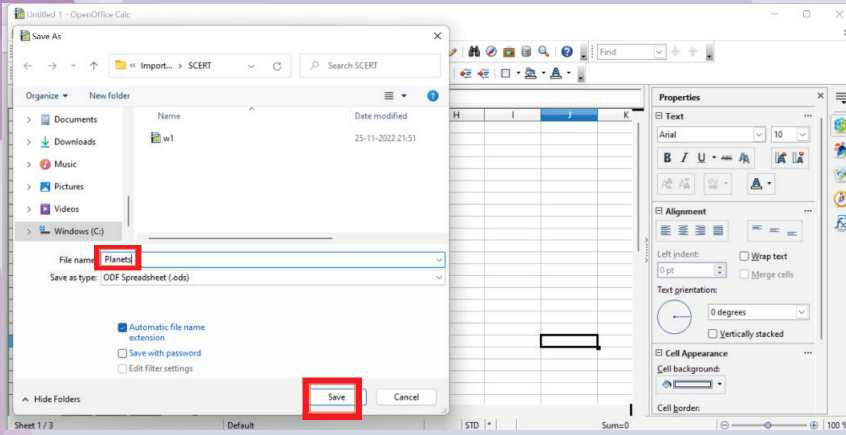 Untitled 1 - OpenOffice Calc
Save As
« Import... > SCERT
Search SCERT
Organize
New folder
Name
Date modified
Documents
w1
25-11-2022 21:51
Downloads
Music
Pictures
Videos
Windows (C:)
File name: Planets
Save as type: ODF Spreadsheet (.ods)
Automatic file name
extension
Save with password
Edit filter settings
Hide Folders
Save
Cancel
Find
H I J K
Properties
Text
Arial
10
B I U ABC
Alignment
Left indent:
Wrap text
0 pt
Merge cells
Text orientation:
0 degrees
Vertically stacked
Cell Appearance
Cell background:
Cell border:
Sheet 1 / 3
Default
STD
*
Sum=0
100 %